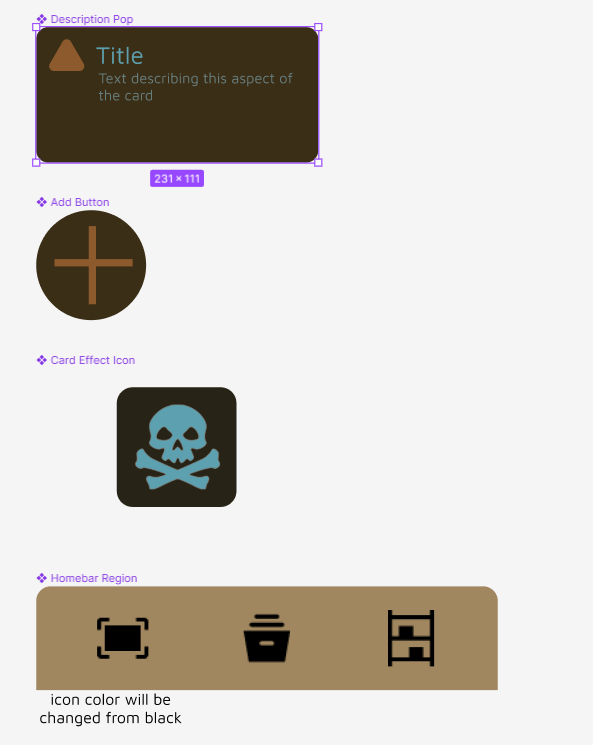 Description Pop
Title
Text describing this aspect of
the card
231 × 111
Add Button
Card Effect Icon
Homebar Region
icon color will be
changed from black